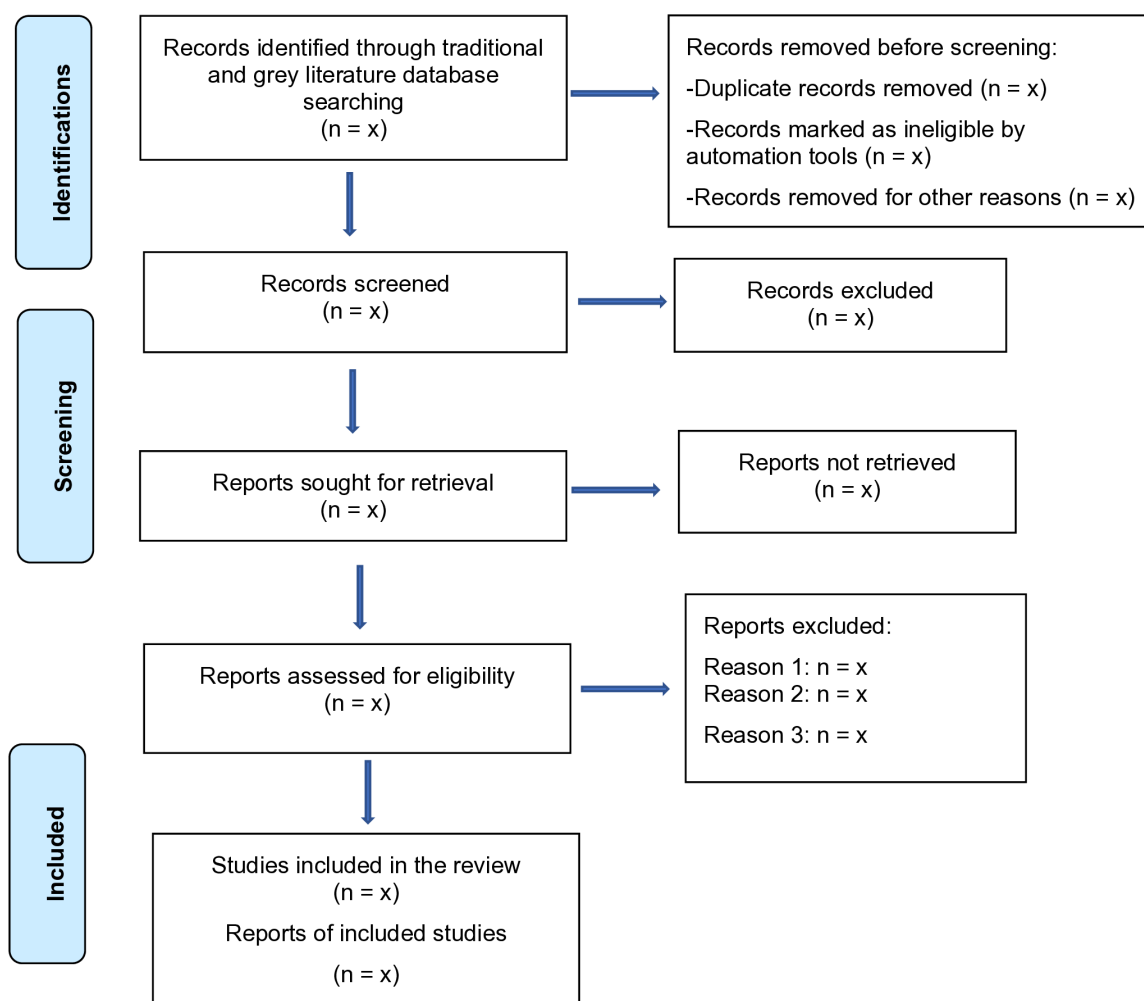 Identifications
Records identified through traditional
and grey literature database
searching
(n = x)
Records removed before screening:
-Duplicate records removed (n = x)
-Records marked as ineligible by
automation tools (n = x)
-Records removed for other reasons (n = x)
Records screened
(n = x)
Records excluded
(n = x)
Screening
Reports sought for retrieval
(n = x)
Reports not retrieved
(n = x)
Reports assessed for eligibility
(n = x)
Reports excluded:
Reason 1: n = x
Reason 2: n = x
Reason 3: n = x
Included
Studies included in the review
(n = x)
Reports of included studies
(n = x)